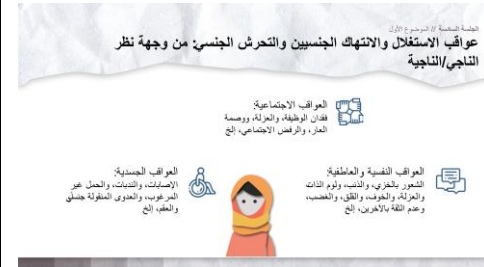 الجلسة السادسة // الموضوع الأول
عواقب الاستغلال والانتهاك الجنسيين والتحرش الجنسي: من وجهة نظر
الناجي/الناجية
العواقب الاجتماعية:
فقدان الوظيفة، والعزلة، ووصمة
العار، والرفض الاجتماعي، إلخ
العواقب النفسية والعاطفية:
الشعور بالخزي، والذنب، ولوم الذات
والعزلة، والخوف، والقلق، والغضب،
وعدم الثقة بالآخرين، إلخ
العواقب الجسدية:
الإصابات، والندبات، والحمل غير
المرغوب، والعدوى المنقولة جنسيًا
والعقم، إلخ